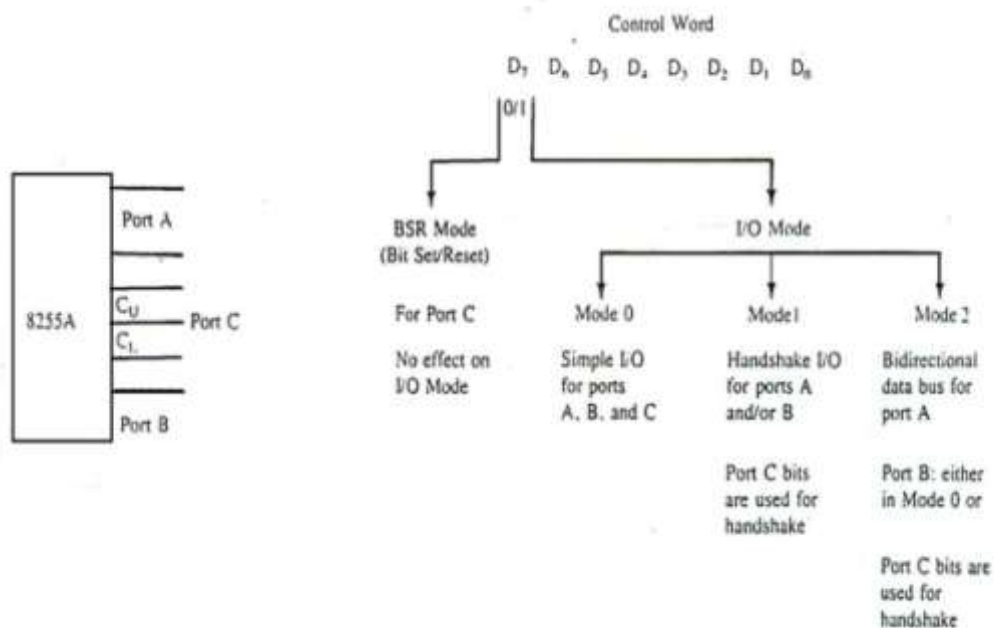 Control Word
D7 D6 D5 D4 D3 D2 D1 D0
0/1
8255A
Port A
CU
CL
Port C
Port B
BSR Mode
(Bit Set/Reset)
For Port C
No effect on
I/O Mode
I/O Mode
Mode 0
Simple I/O
for ports
A, B, and C
Mode1
Handshake I/O
for ports A
and/or B
Port C bits
are used for
handshake
Mode 2
Bidirectional
data bus for
port A
Port B: either
in Mode 0 or
Port C bits are
used for
handshake